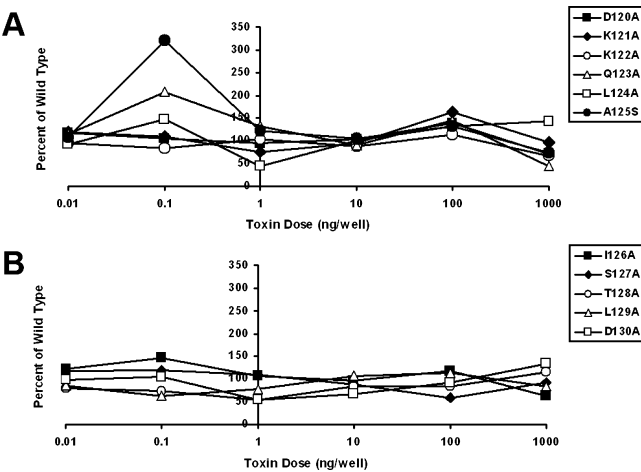 A
Percent of Wild Type
350
300
250
200
150
100
50
0
0.01 0.1 1 10 100 1000
Toxin Dose (ng/well)
D120A
K121A
K122A
Q123A
L124A
A125S
B
Percent of Wild Type
350
300
250
200
150
100
50
0
0.01 0.1 1 10 100 1000
Toxin Dose (ng/well)
I126A
S127A
T128A
L129A
D130A